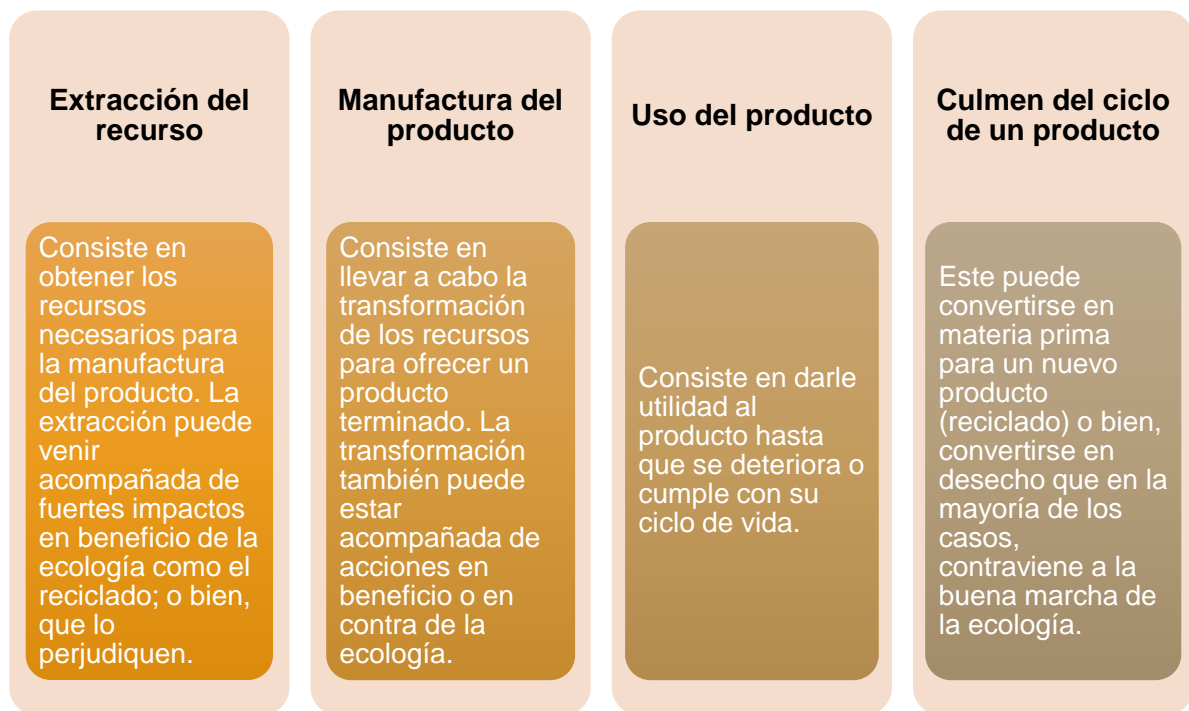 Extracción del
recurso
Consiste en
obtener los
recursos
necesarios para
la manufactura
del producto. La
extracción puede
venir
acompañada de
fuertes impactos
en beneficio de la
ecología como el
reciclado; o bien,
que lo
perjudiquen.
Manufactura del
producto
Consiste en
llevar a cabo la
transformación
de los recursos
para ofrecer un
producto
terminado. La
transformación
también puede
estar
acompañada de
acciones en
beneficio o en
contra de la
ecología.
Uso del producto
Consiste en darle
utilidad al
producto hasta
que se deteriora o
cumple con su
ciclo de vida.
Culmen del ciclo
de un producto
Este puede
convertirse en
materia prima
para un nuevo
producto
(reciclado) o bien,
convertirse en
desecho que en la
mayoría de los
casos,
contraviene a la
buena marcha de
la ecología.